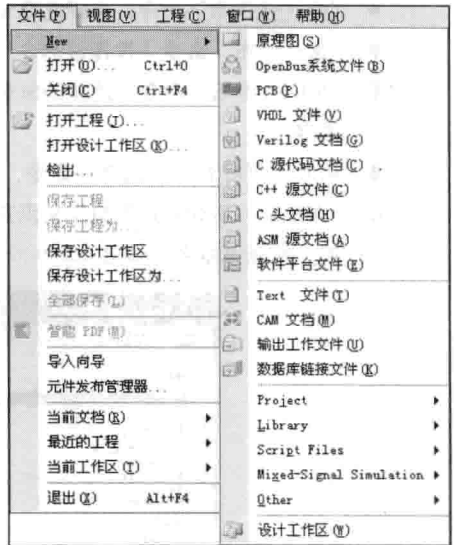 文件(F) 视图(V) 工程(C) 窗口(W) 帮助(H)
New
打开(O)... Ctrl+O
关闭(C) Ctrl+F4
打开工程(J)...
打开设计工作区(K)...
检出...
保存工程
保存工程为...
保存设计工作区
保存设计工作区为...
全部保存(L)
智能 PDF(M)...
导入向导
元件发布管理器...
当前文档(R)
最近的工程
当前工作区(T)
退出(X) Alt+F4
原理图(S)
OpenBus系统文件(B)
PCB(P)
VHDL 文件(V)
Verilog 文档(G)
C 源代码文档(C)
C++ 源文件(C)
C 头文档(H)
ASM 源文档(A)
软件平台文件(E)
Text 文件(T)
CAM 文档(M)
输出工作文件(U)
数据库链接文件(K)
Project
Library
Script Files
Mixed-Signal Simulation
Other
设计工作区(W)